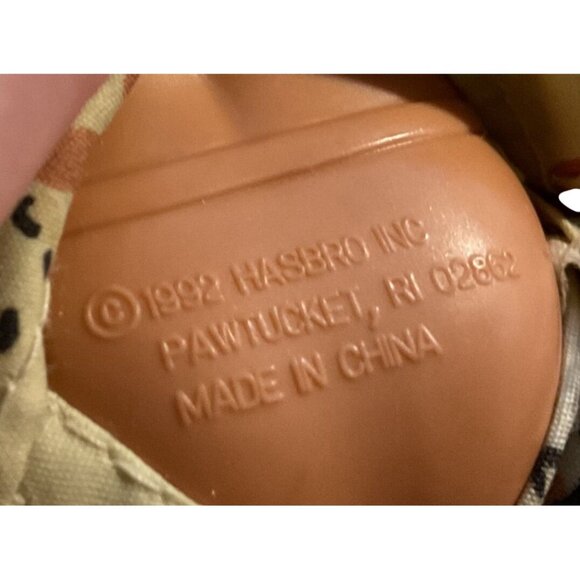 ©1992 HASBRO INC
PAWTUCKET, RI 02862
MADE IN CHINA